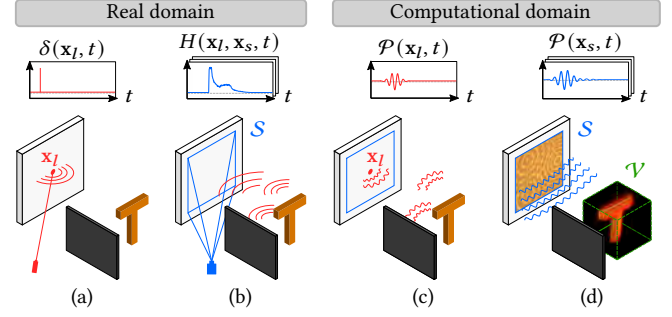 Real domain Computational domain
δ(x_l, t) H(x_l, x_s, t) 𝒫(x_l, t) 𝒫(x_s, t)
t t t t
x_l 𝒮 x_l 𝒮 𝒱
(a) (b) (c) (d)